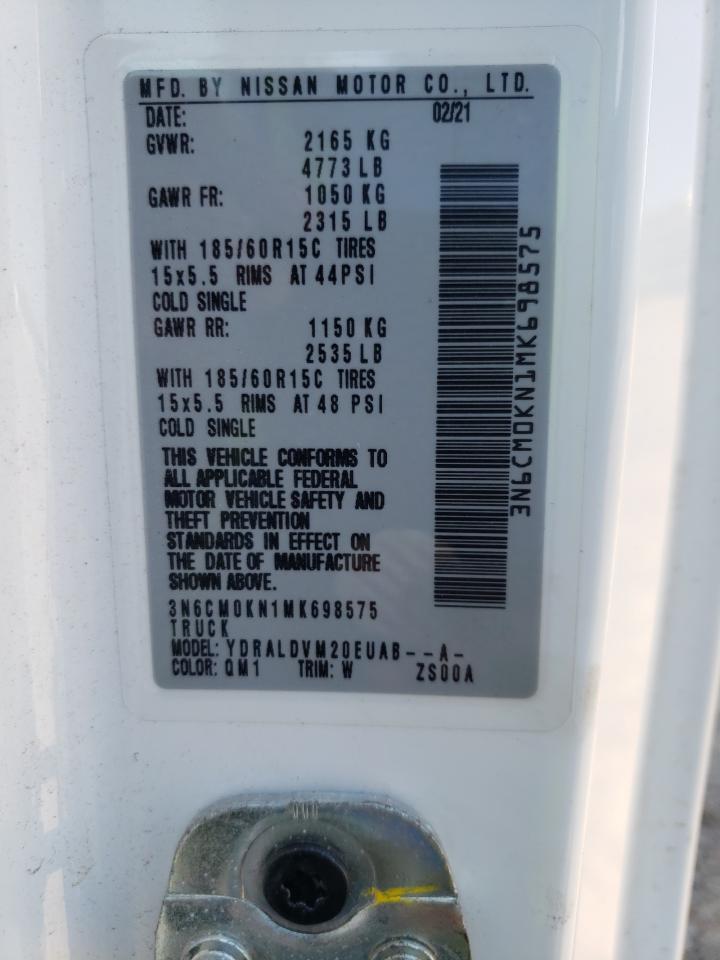 MFD. BY NISSAN MOTOR CO., LTD.
DATE: 02/21
GVWR: 2165 KG
4773 LB
GAWR FR: 1050 KG
2315 LB
WITH 185/60R15C TIRES
15x5.5 RIMS AT 44PSI
COLD SINGLE
GAWR RR: 1150 KG
2535 LB
WITH 185/60R15C TIRES
15x5.5 RIMS AT 48 PSI
COLD SINGLE
THIS VEHICLE CONFORMS TO
ALL APPLICABLE FEDERAL
MOTOR VEHICLE SAFETY AND
THEFT PREVENTION
STANDARDS IN EFFECT ON
THE DATE OF MANUFACTURE
SHOWN ABOVE.
3N6CM0KN1MK698575
TRUCK
MODEL: YDRALDVM20EUAB--A-
COLOR: QM1 TRIM: W ZS00A
3N6CM0KN1MK698575